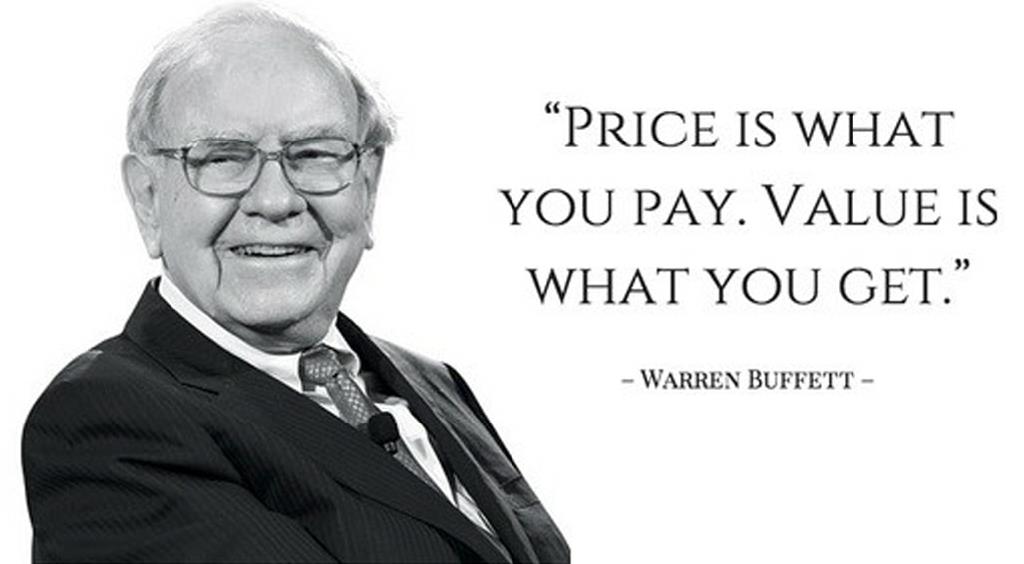 “Price is what
you pay. Value is
what you get.”
– Warren Buffett –